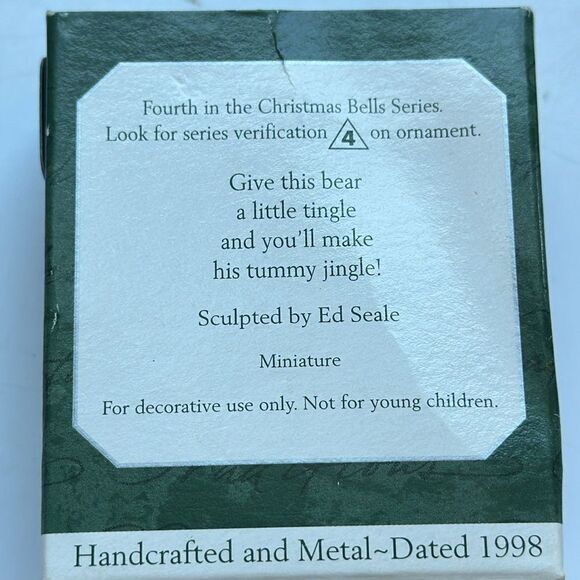 Fourth in the Christmas Bells Series.
Look for series verification 4 on ornament.
Give this bear
a little tingle
and you'll make
his tummy jingle!
Sculpted by Ed Seale
Miniature
For decorative use only. Not for young children.
Handcrafted and Metal~Dated 1998